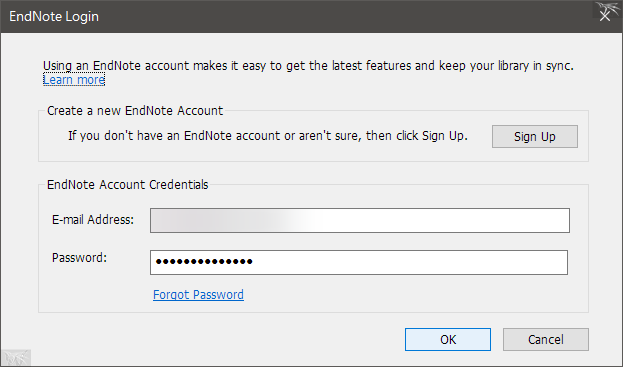 EndNote Login
Using an EndNote account makes it easy to get the latest features and keep your library in sync.
Learn more
Create a new EndNote Account
If you don't have an EndNote account or aren't sure, then click Sign Up.
Sign Up
EndNote Account Credentials
E-mail Address:
Password:
●●●●●●●●●●●●●●
Forgot Password
OK
Cancel